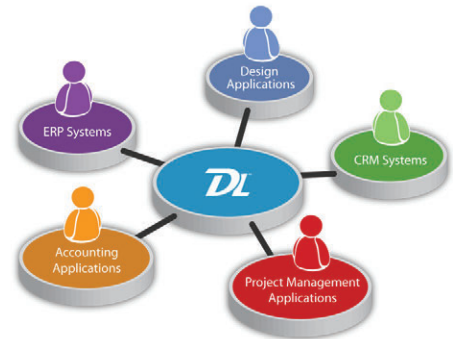 Design
Applications
ERP Systems
CRM Systems
DL
Accounting
Applications
Project Management
Applications